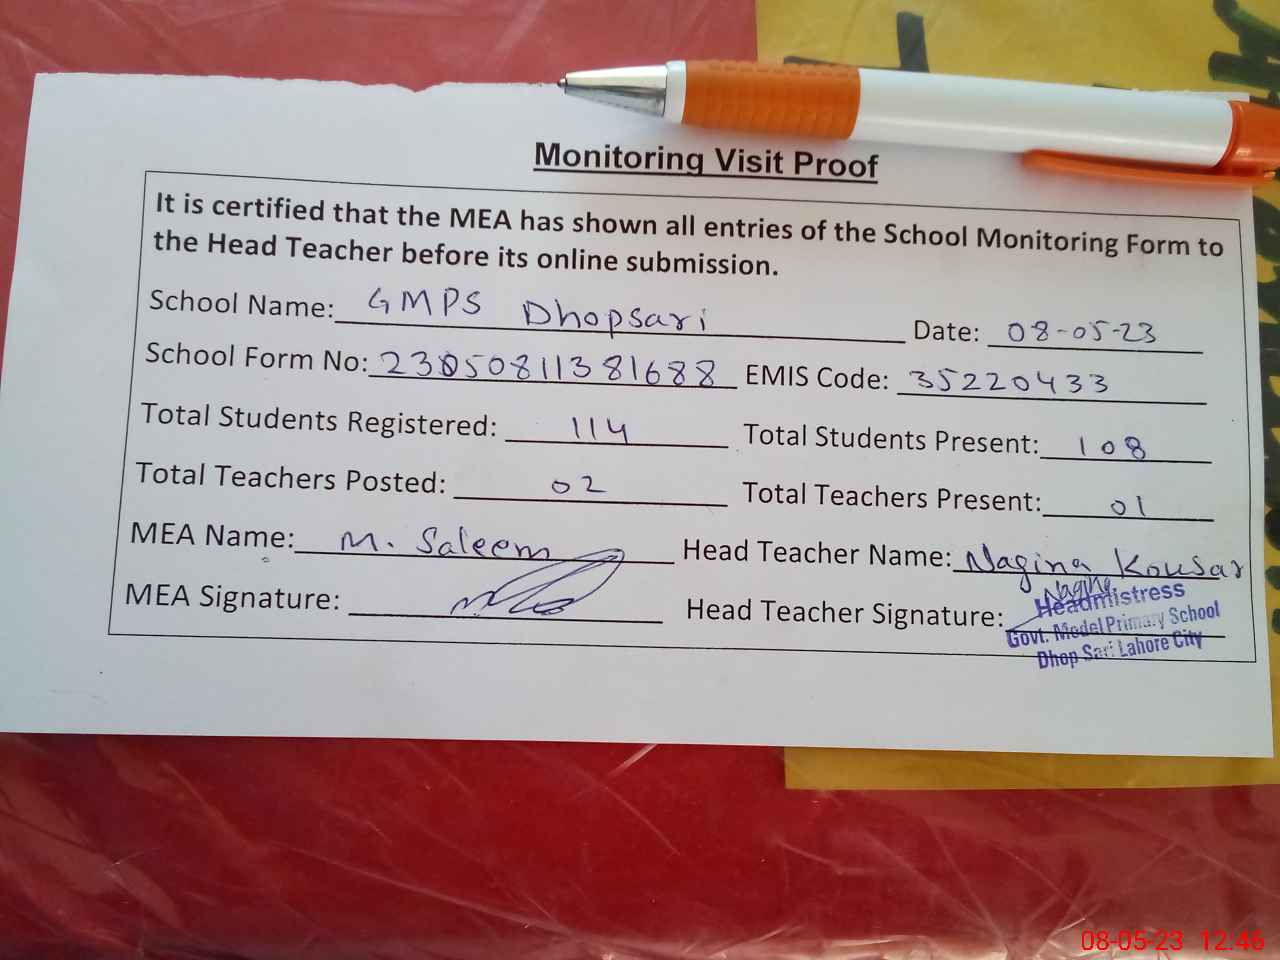 Monitoring Visit Proof
It is certified that the MEA has shown all entries of the School Monitoring Form to
the Head Teacher before its online submission.
School Name: GMPS Dhopsari Date: 08-05-23
School Form No: 23050811381688 EMIS Code: 35220433
Total Students Registered: 114 Total Students Present: 108
Total Teachers Posted: 02 Total Teachers Present: 01
MEA Name: M. Saleem Head Teacher Name: Nagina Kousar
MEA Signature: Head Teacher Signature:
Headmistress
Govt. Model Primary School
Dhop Sari Lahore City
08-05-23 12:46